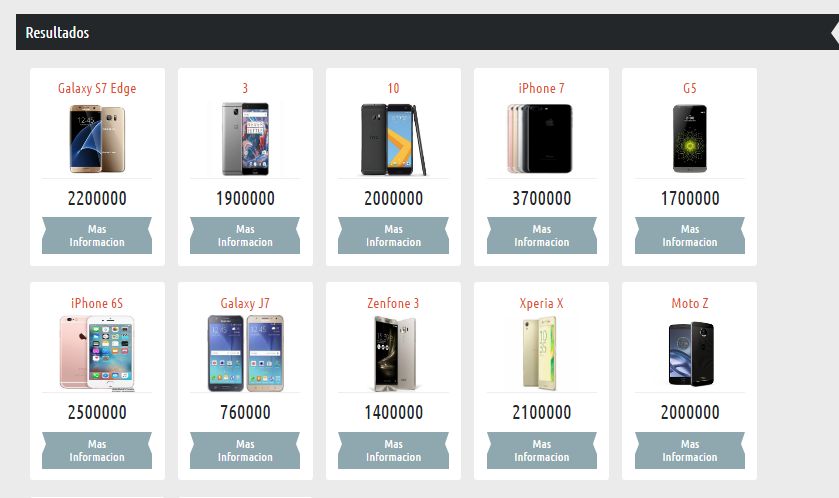 Resultados
Galaxy S7 Edge
3
10
iPhone 7
G5
2200000
1900000
2000000
3700000
1700000
Mas
Informacion
Mas
Informacion
Mas
Informacion
Mas
Informacion
Mas
Informacion
iPhone 6S
Galaxy J7
Zenfone 3
Xperia X
Moto Z
2500000
760000
1400000
2100000
2000000
Mas
Informacion
Mas
Informacion
Mas
Informacion
Mas
Informacion
Mas
Informacion